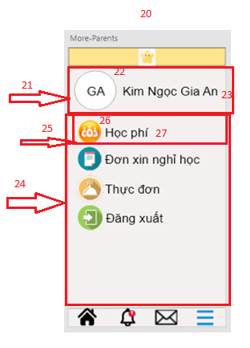 20
More-Parents
21
22
GA
Kim Ngọc Gia An
23
25
26
Học phí
27
Đơn xin nghỉ học
24
Thực đơn
Đăng xuất